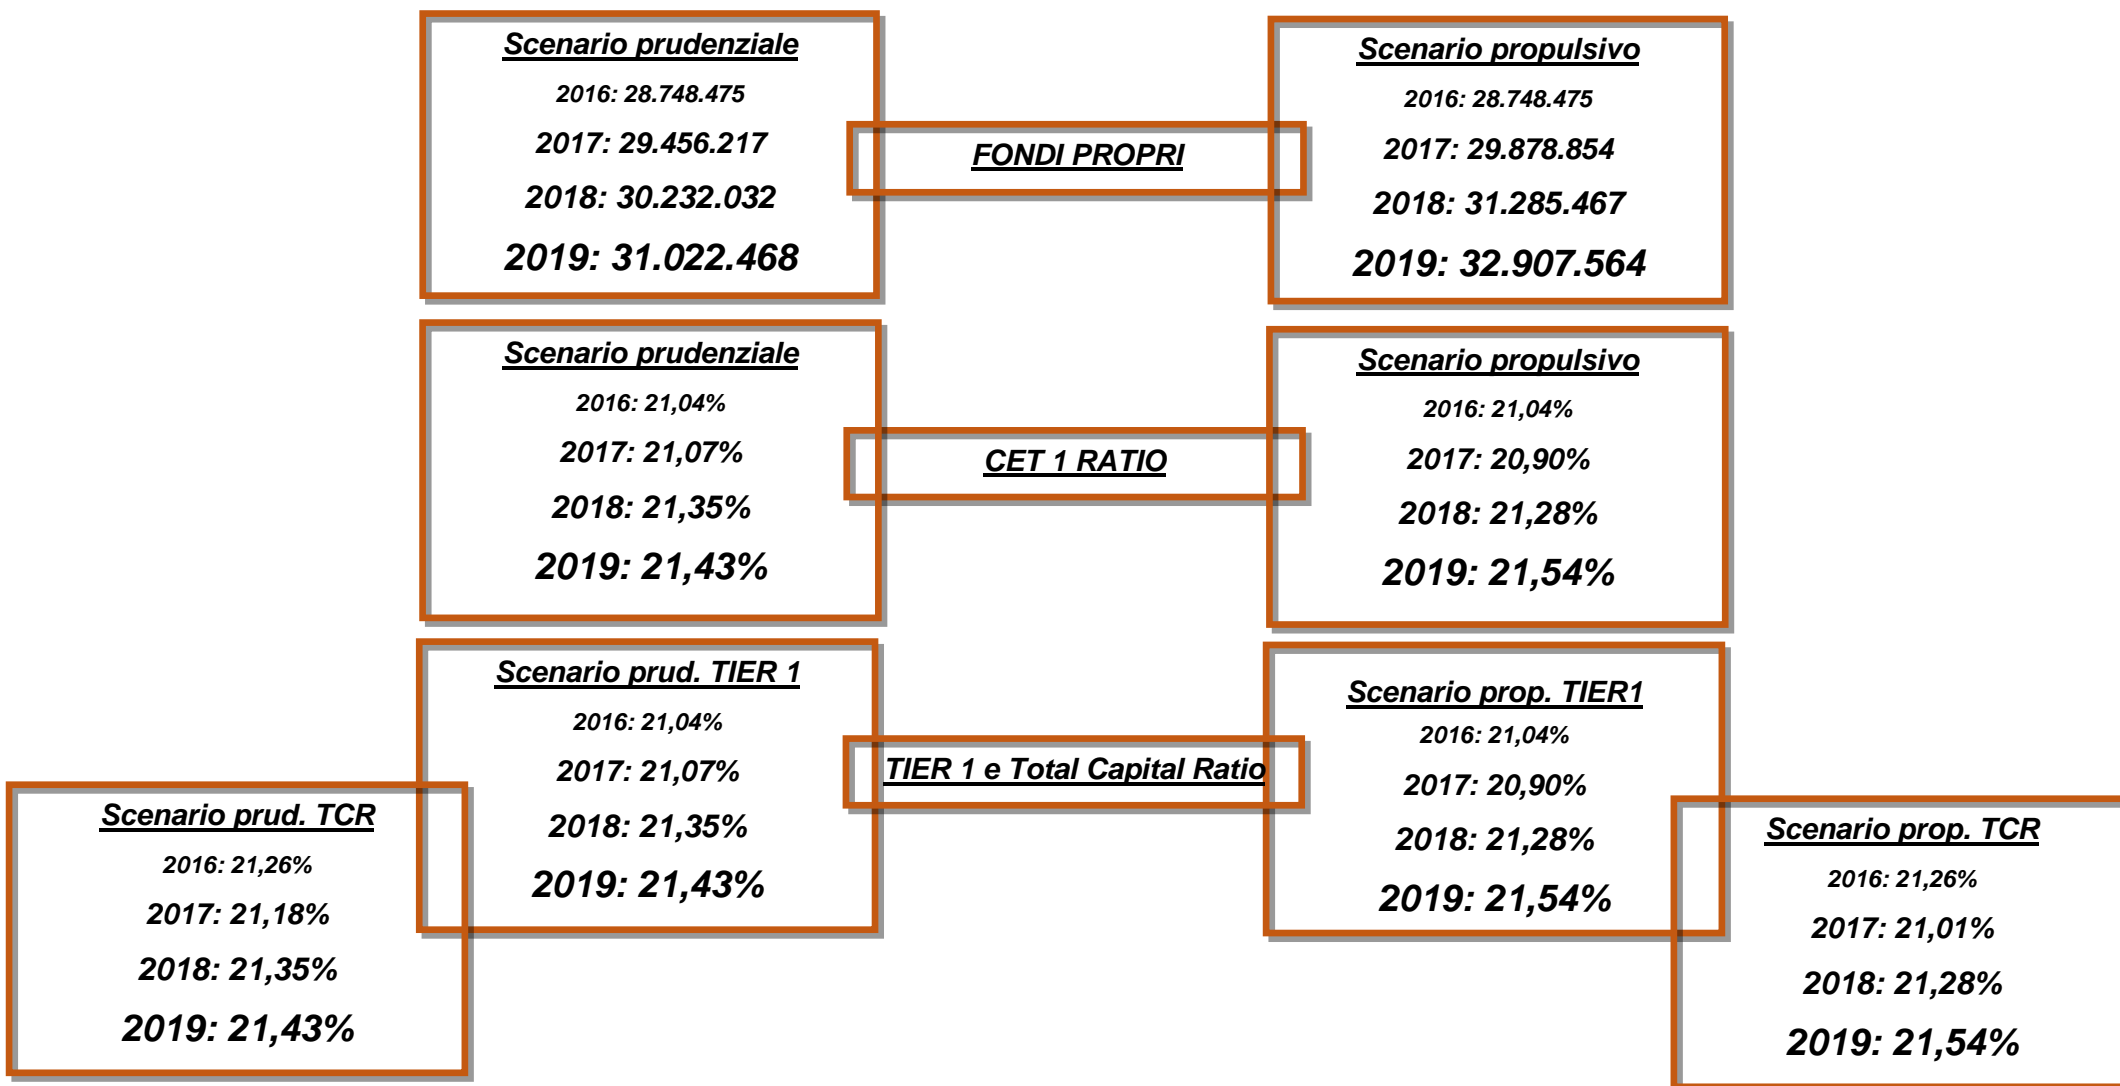 Scenario prudenziale
2016: 28.748.475
2017: 29.456.217
2018: 30.232.032
2019: 31.022.468
FONDI PROPRI
Scenario propulsivo
2016: 28.748.475
2017: 29.878.854
2018: 31.285.467
2019: 32.907.564
Scenario prudenziale
2016: 21,04%
2017: 21,07%
2018: 21,35%
2019: 21,43%
CET 1 RATIO
Scenario propulsivo
2016: 21,04%
2017: 20,90%
2018: 21,28%
2019: 21,54%
Scenario prud. TCR
2016: 21,26%
2017: 21,18%
2018: 21,35%
2019: 21,43%
Scenario prud. TIER 1
2016: 21,04%
2017: 21,07%
2018: 21,35%
2019: 21,43%
TIER 1 e Total Capital Ratio
Scenario prop. TIER1
2016: 21,04%
2017: 20,90%
2018: 21,28%
2019: 21,54%
Scenario prop. TCR
2016: 21,26%
2017: 21,01%
2018: 21,28%
2019: 21,54%